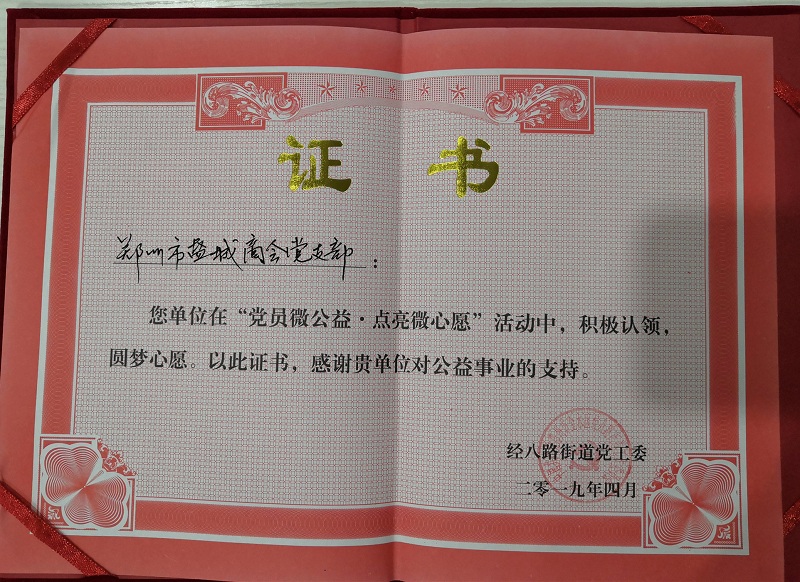 证 书
郑州市盐城商会党支部：
您单位在“党员微公益·点亮微心愿”活动中，积极认领，
圆梦心愿。以此证书，感谢贵单位对公益事业的支持。
经八路街道党工委
二零一九年四月